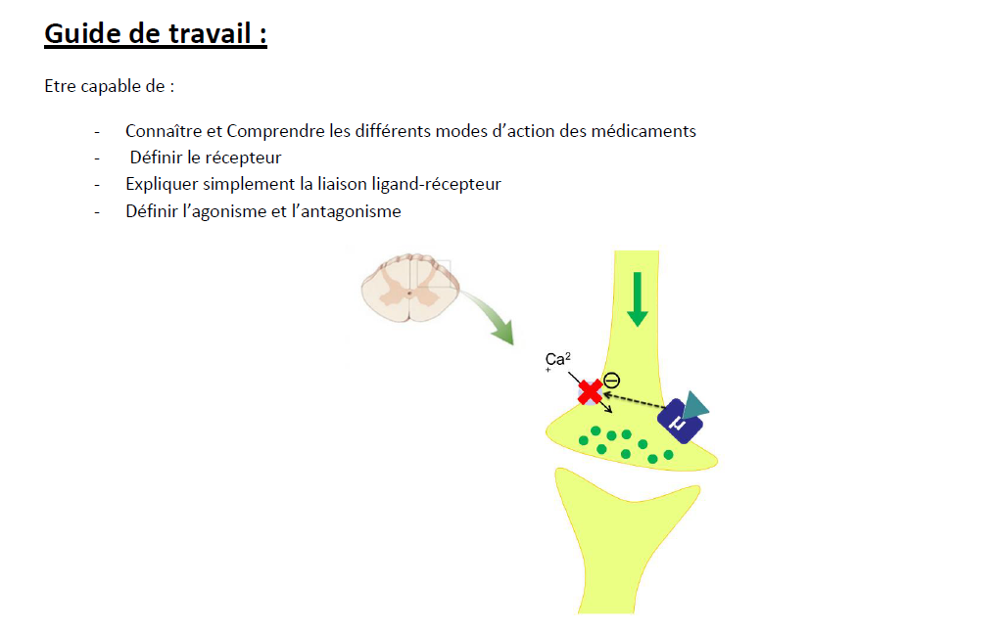 Guide de travail :
Etre capable de :
- Connaître et Comprendre les différents modes d’action des médicaments
- Définir le récepteur
- Expliquer simplement la liaison ligand-récepteur
- Définir l’agonisme et l’antagonisme
Ca²
+
μ